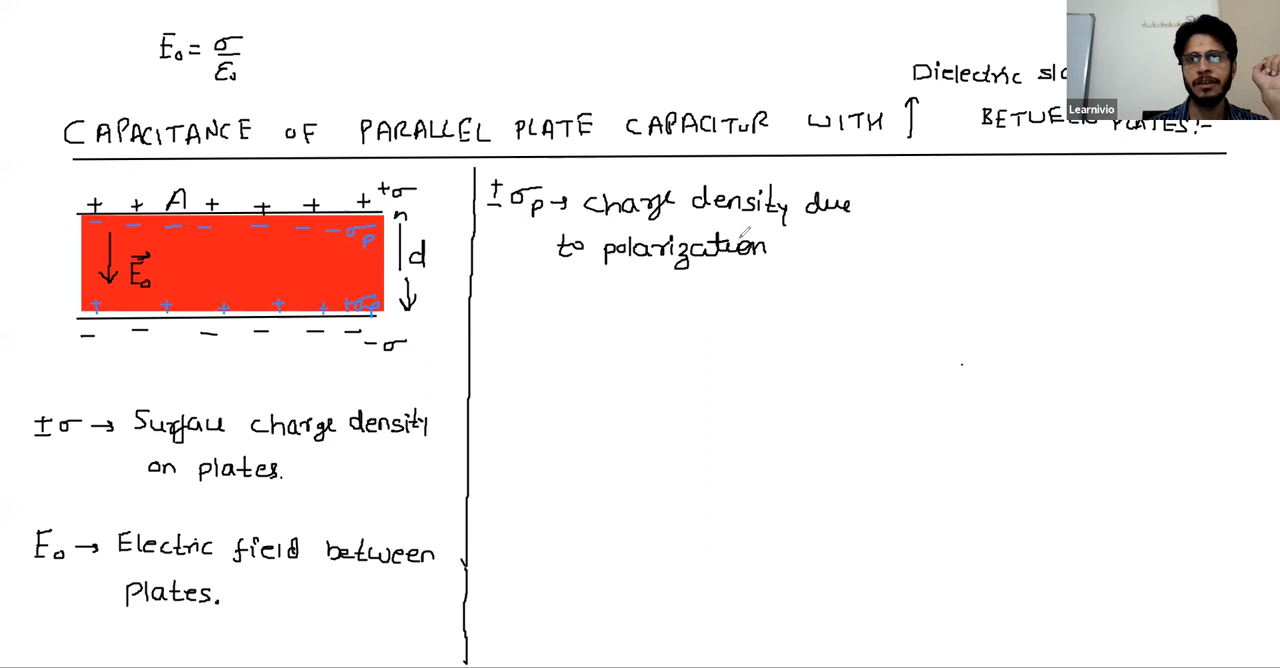 E₀ = σ/ε₀
Dielectric
CAPACITANCE OF PARALLEL PLATE CAPACITOR WITH ↑ BETWEEN PLATES:-
Learnivio
+ + A + + + + +σ
- - - - - - -σp
E₀
d
+ + + + + +σp
- - - - - - -σ
±σ → Surface charge density
on plates.
E₀ → Electric field between
plates.
±σp → charge density due
to polarization